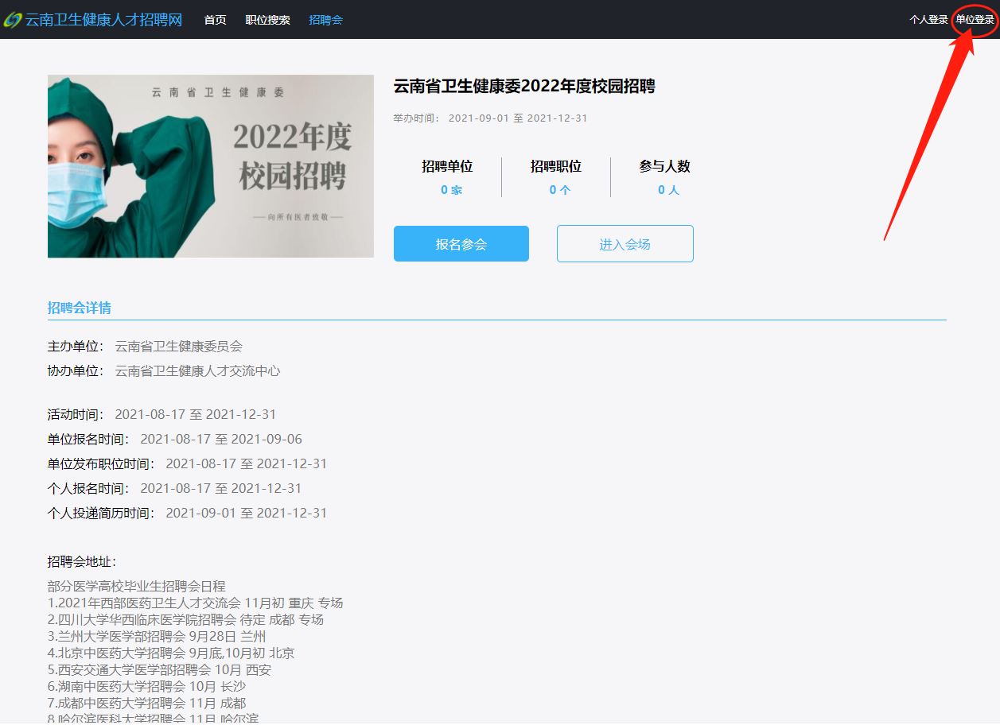 云南卫生健康人才招聘网 首页 职位搜索 招聘会 个人登录 单位登录
云南省卫生健康委
2022年度
校园招聘
向所有医者致敬
云南省卫生健康委2022年度校园招聘
举办时间： 2021-09-01 至 2021-12-31
招聘单位 招聘职位 参与人数
0 家 0 个 0 人
报名参会 进入会场
招聘会详情
主办单位： 云南省卫生健康委员会
协办单位： 云南省卫生健康人才交流中心
活动时间： 2021-08-17 至 2021-12-31
单位报名时间： 2021-08-17 至 2021-09-06
单位发布职位时间： 2021-08-17 至 2021-12-31
个人报名时间： 2021-08-17 至 2021-12-31
个人投递简历时间： 2021-09-01 至 2021-12-31
招聘会地址：
部分医学高校毕业生招聘会日程
1.2021年西部医药卫生人才交流会 11月初 重庆 专场
2.四川大学华西临床医学院招聘会 待定 成都 专场
3.兰州大学医学部招聘会 9月28日 兰州
4.北京中医药大学招聘会 9月底,10月初 北京
5.西安交通大学医学部招聘会 10月 西安
6.湖南中医药大学招聘会 10月 长沙
7.成都中医药大学招聘会 11月 成都
8.哈尔滨医科大学招聘会 11月 哈尔滨